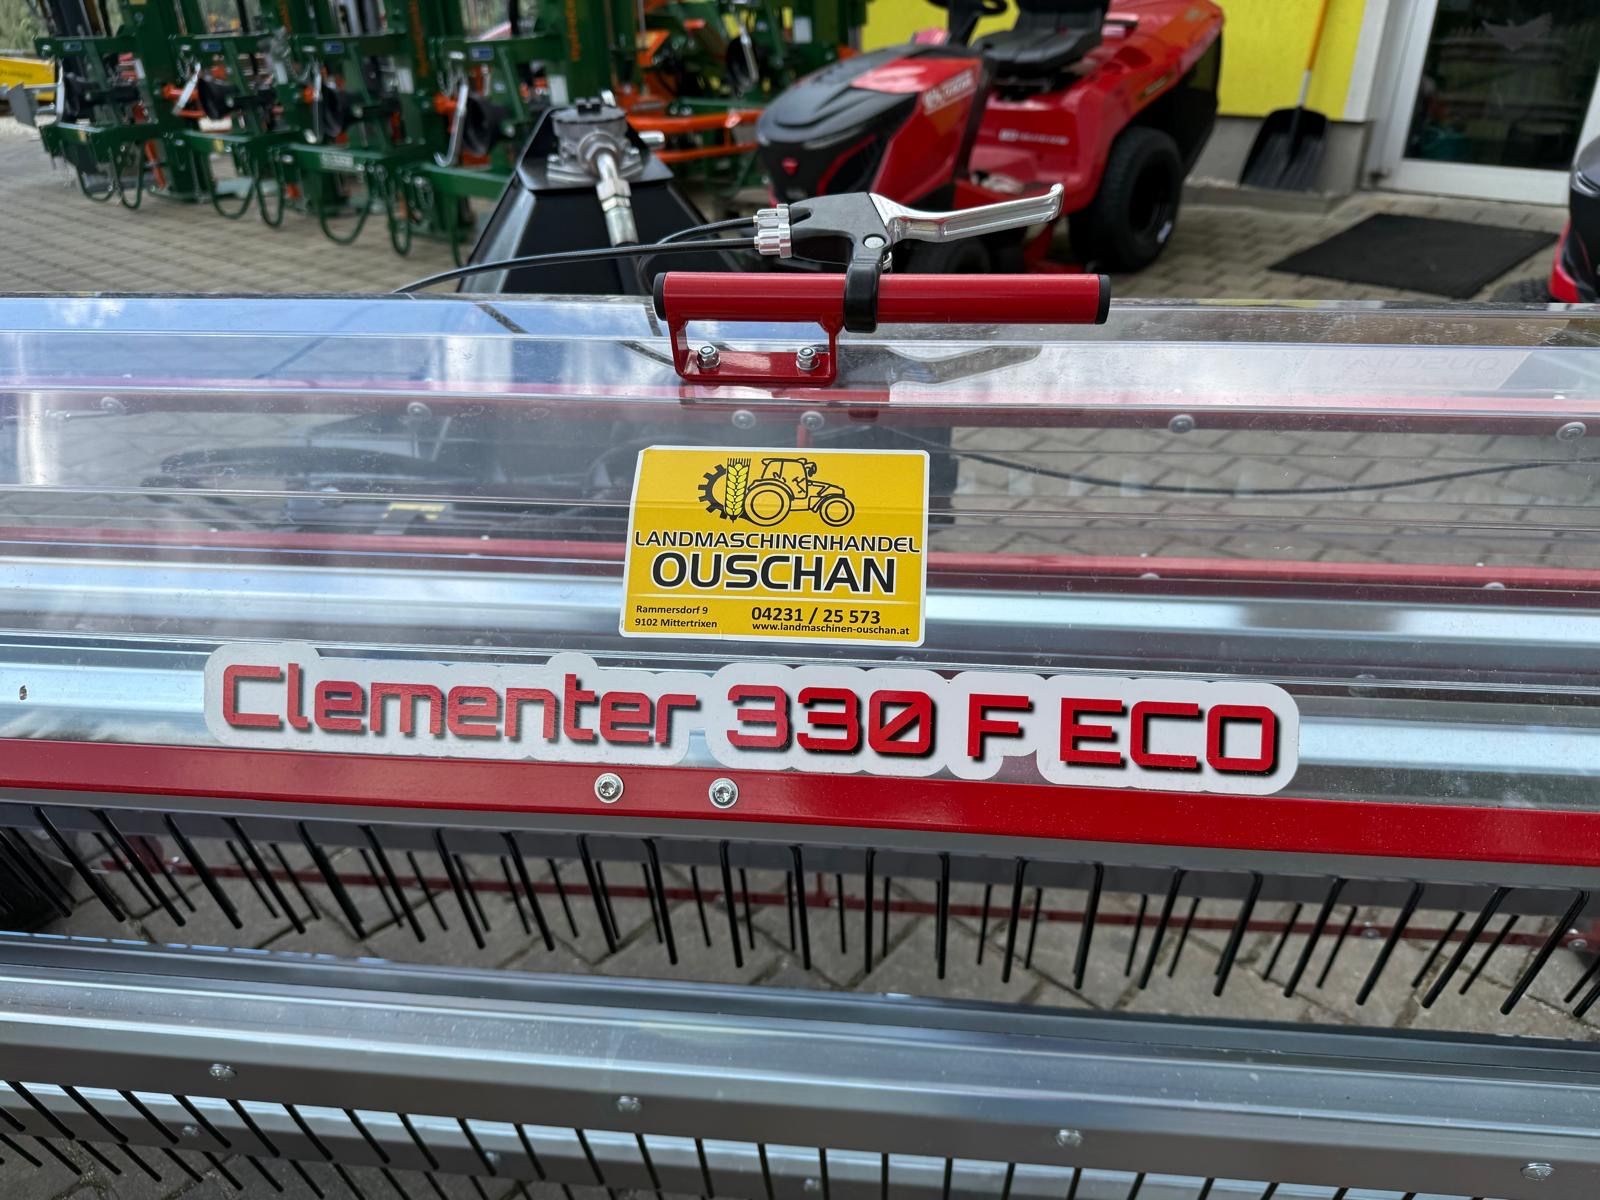 LANDMASCHINENHANDEL
OUSCHAN
Rammersdorf 9
9102 Mittertrixen
04231 / 25 573
www.landmaschinen-ouschan.at
Clementer 330 F ECO